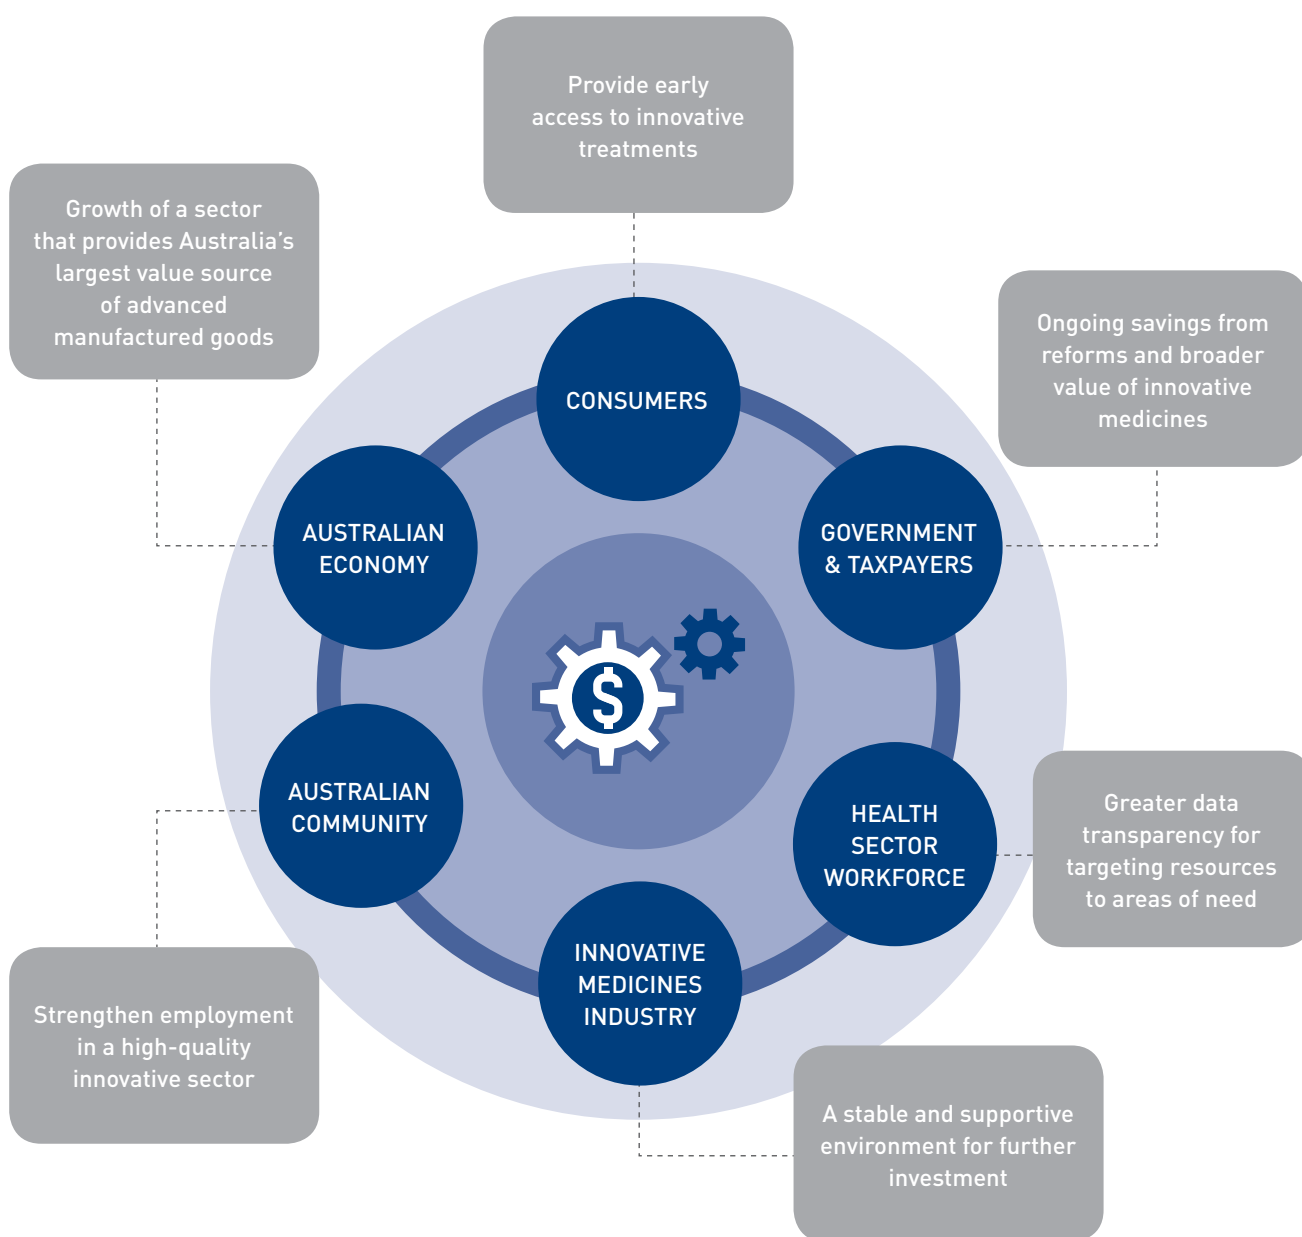 Provide early
access to innovative
treatments
Growth of a sector
that provides Australia’s
largest value source
of advanced
manufactured goods
Ongoing savings from
reforms and broader
value of innovative
medicines
CONSUMERS
AUSTRALIAN
ECONOMY
GOVERNMENT
& TAXPAYERS
$
AUSTRALIAN
COMMUNITY
HEALTH
SECTOR
WORKFORCE
Greater data
transparency for
targeting resources
to areas of need
INNOVATIVE
MEDICINES
INDUSTRY
Strengthen employment
in a high-quality
innovative sector
A stable and supportive
environment for further
investment